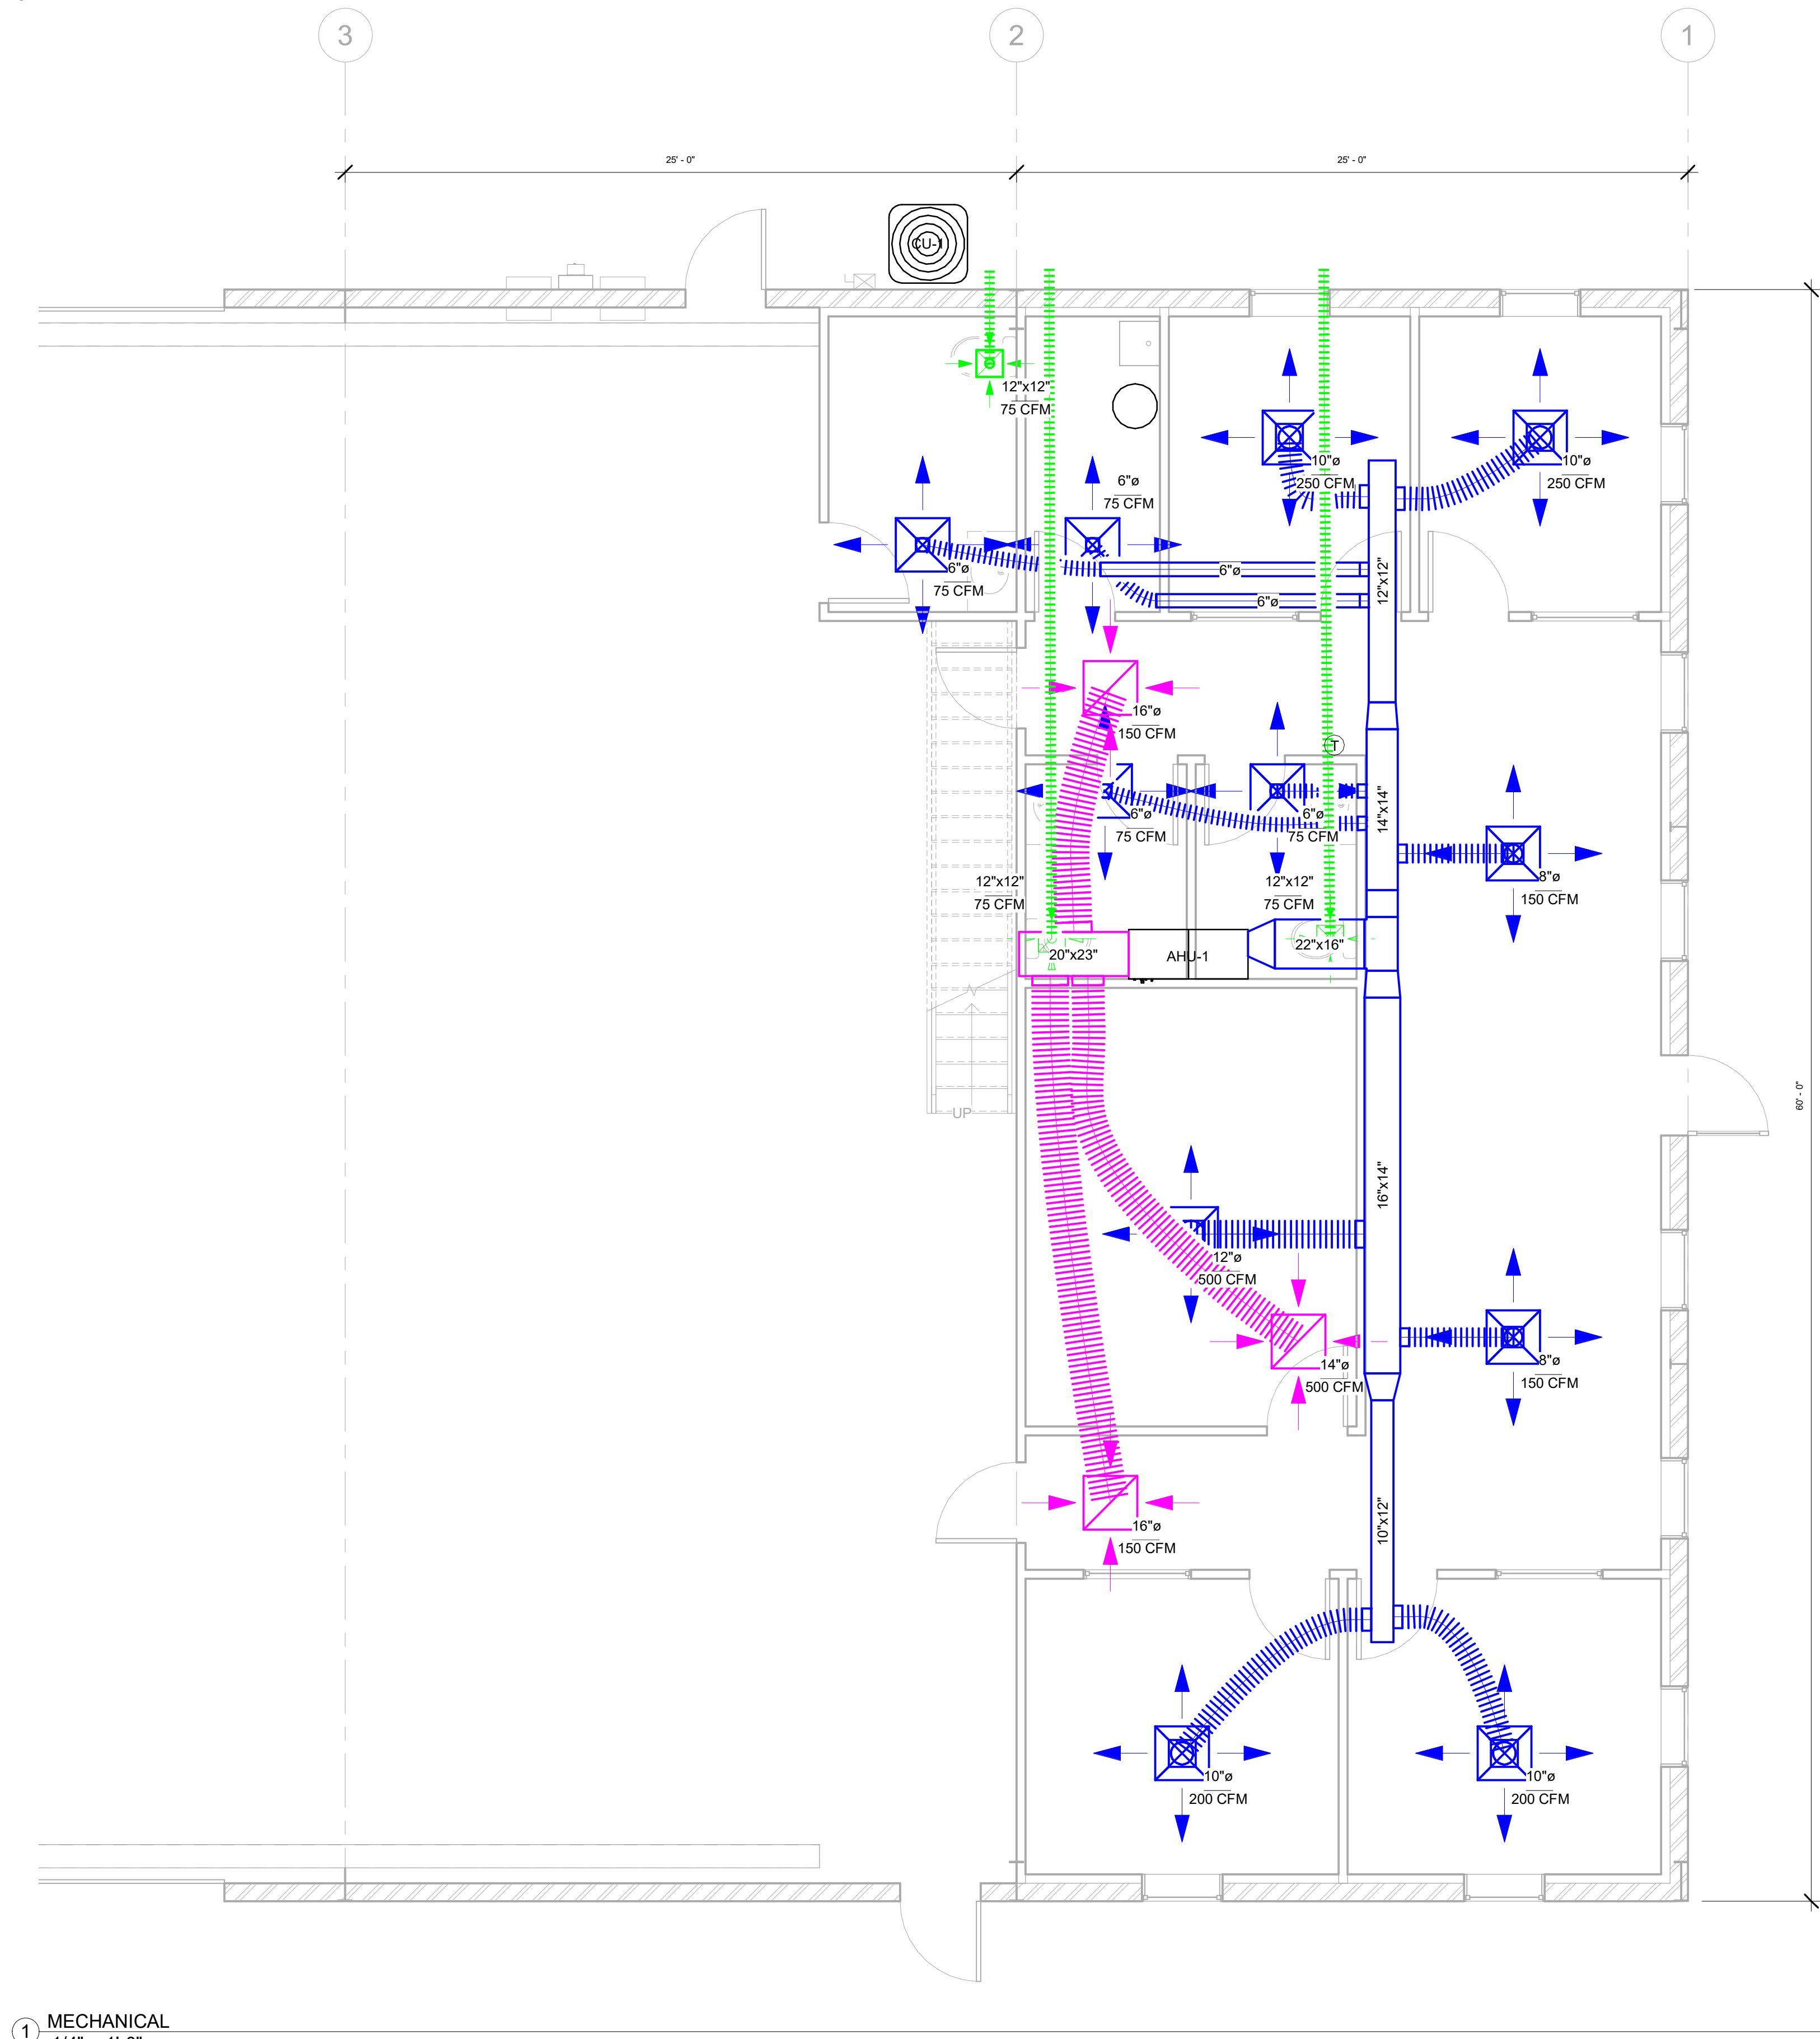 3
2
1
25' - 0"
25' - 0"
CU-1
12"x12"
75 CFM
10"ø
250 CFM
10"ø
250 CFM
6"ø
75 CFM
6"ø
75 CFM
6"ø
6"ø
12"x12"
16"ø
150 CFM
T
14"x14"
6"ø
75 CFM
6"ø
75 CFM
8"ø
150 CFM
12"x12"
75 CFM
12"x12"
75 CFM
20"x23"
AHU-1
22"x16"
UP
60' - 0"
16"x14"
12"ø
500 CFM
14"ø
500 CFM
8"ø
150 CFM
16"ø
150 CFM
10"x12"
10"ø
200 CFM
10"ø
200 CFM
1
MECHANICAL